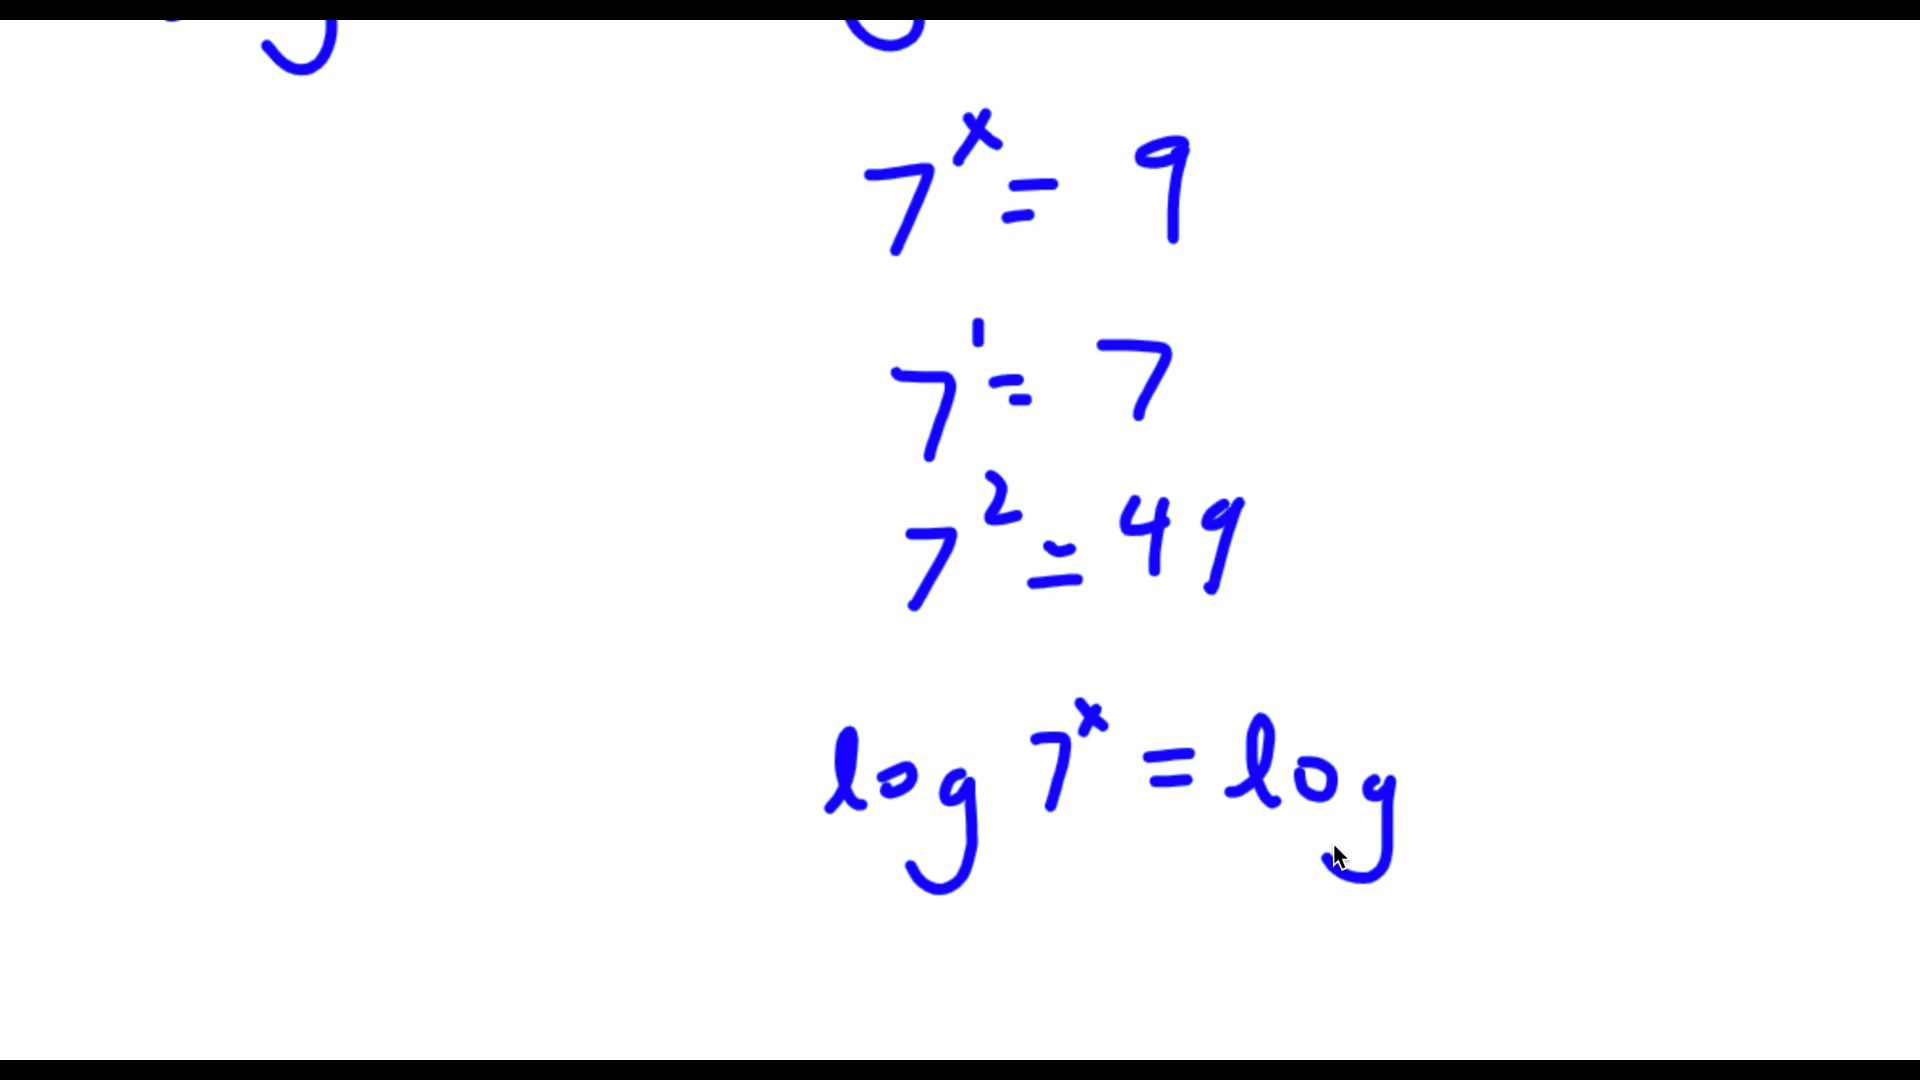 7^x = 9
7^1 = 7
7^2 = 49
log 7^x = log